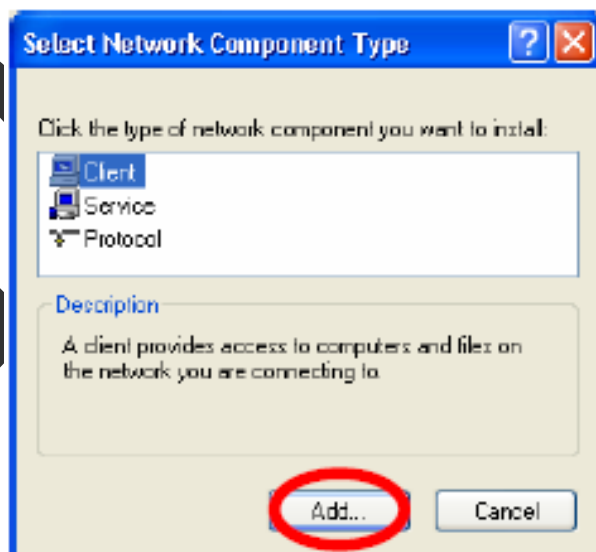 Select Network Component Type
Click the type of network component you want to install:
Client
Service
Protocol
Description
A client provides access to computers and files on
the network you are connecting to.
Add...
Cancel